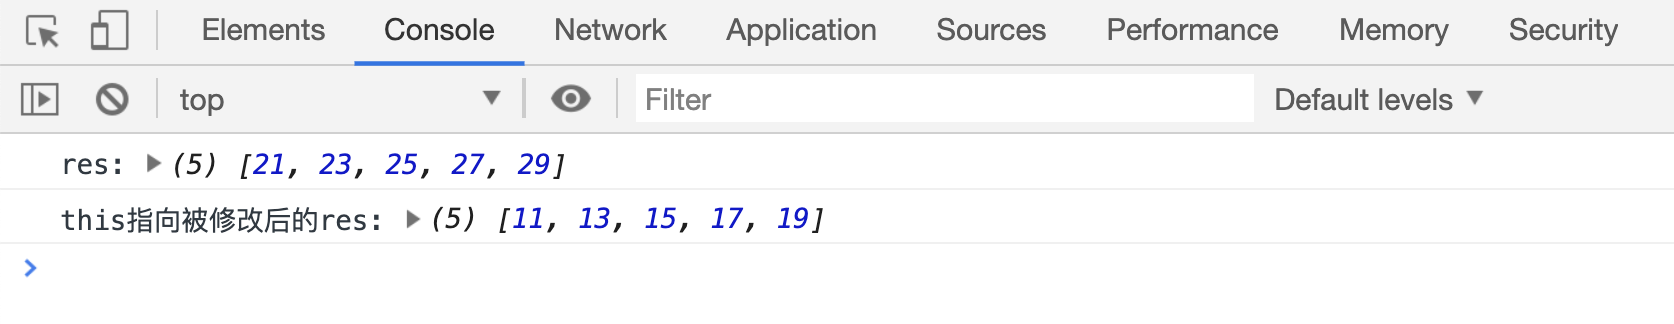 Elements Console Network Application Sources Performance Memory Security
top Filter Default levels
res: (5) [21, 23, 25, 27, 29]
this指向被修改后的res: (5) [11, 13, 15, 17, 19]